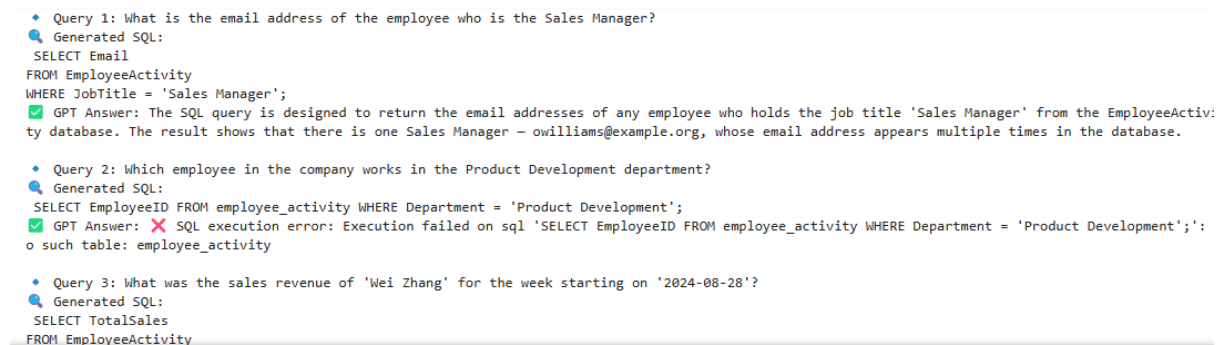 🔹 Query 1: What is the email address of the employee who is the Sales Manager?
🔍 Generated SQL:
SELECT Email
FROM EmployeeActivity
WHERE JobTitle = 'Sales Manager';
✅ GPT Answer: The SQL query is designed to return the email addresses of any employee who holds the job title 'Sales Manager' from the EmployeeActivi
ty database. The result shows that there is one Sales Manager – owilliams@example.org, whose email address appears multiple times in the database.
🔹 Query 2: Which employee in the company works in the Product Development department?
🔍 Generated SQL:
SELECT EmployeeID FROM employee_activity WHERE Department = 'Product Development';
✅ GPT Answer: ❌ SQL execution error: Execution failed on sql 'SELECT EmployeeID FROM employee_activity WHERE Department = 'Product Development';':
o such table: employee_activity
🔹 Query 3: What was the sales revenue of 'Wei Zhang' for the week starting on '2024-08-28'?
🔍 Generated SQL:
SELECT TotalSales
FROM EmployeeActivity